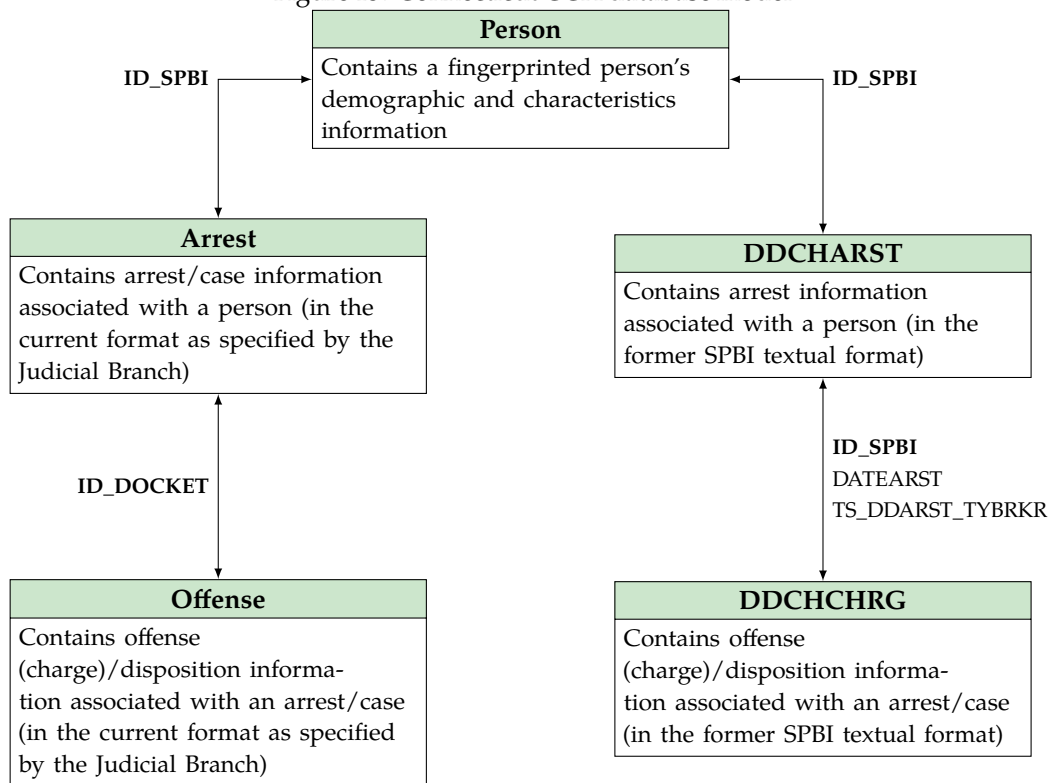 Person
Contains a fingerprinted person's
demographic and characteristics
information
ID_SPBI
ID_SPBI
Arrest
Contains arrest/case information
associated with a person (in the
current format as specified by the
Judicial Branch)
DDCHARST
Contains arrest information
associated with a person (in the
former SPBI textual format)
ID_DOCKET
ID_SPBI
DATEARST
TS_DDARST_TYBRKR
Offense
Contains offense
(charge)/disposition informa-
tion associated with an arrest/case
(in the current format as specified
by the Judicial Branch)
DDCHCHRG
Contains offense
(charge)/disposition informa-
tion associated with an arrest/case
(in the former SPBI textual format)